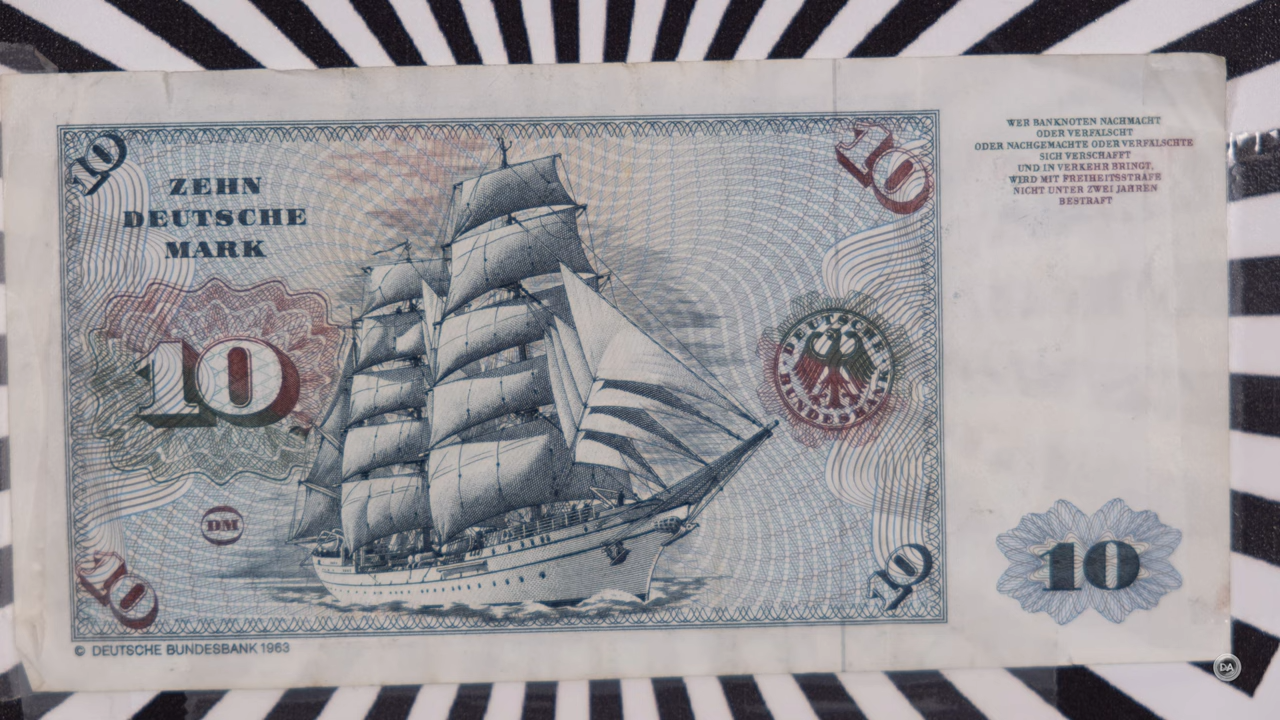 10
10
ZEHN
DEUTSCHE
MARK
WER BANKNOTEN NACHMACHT
ODER VERFÄLSCHT
ODER NACHGEMACHTE ODER VERFÄLSCHTE
SICH VERSCHAFFT
UND IN VERKEHR BRINGT,
WIRD MIT FREIHEITSSTRAFE
NICHT UNTER ZWEI JAHREN
BESTRAFT
10
DEUTSCHE
BUNDESBANK
DM
10
10
10
© DEUTSCHE BUNDESBANK 1963
DA